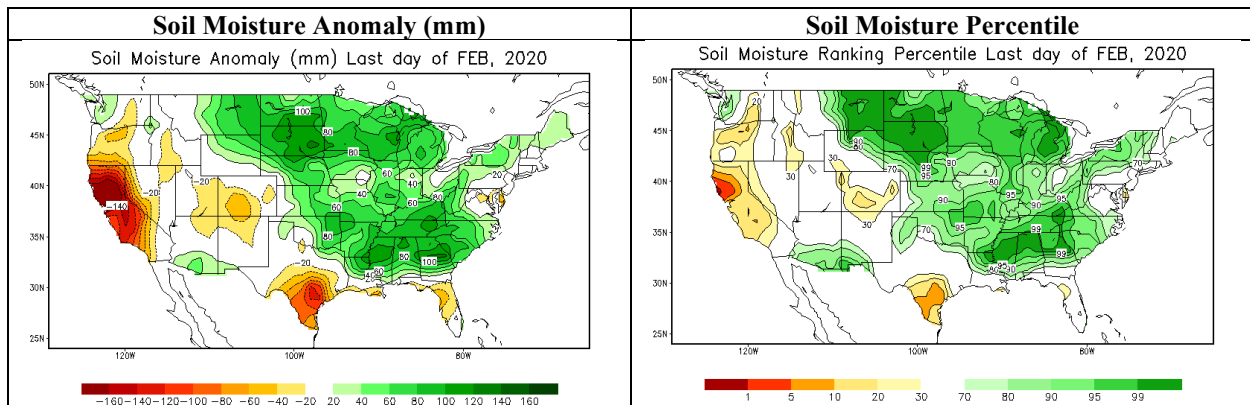 Soil Moisture Anomaly (mm)
Soil Moisture Percentile
Soil Moisture Anomaly (mm) Last day of FEB, 2020
50N
45N
40N
35N
30N
25N
120W
100W
80W
100
80
80
60
40
40
60
40
80
60
80
80
100
-20
-20
-20
-20
-140
-160 -140 -120 -100 -80 -60 -40 -20 20 40 60 80 100 120 140 160
Soil Moisture Ranking Percentile Last day of FEB, 2020
50N
45N
40N
35N
30N
25N
120W
100W
80W
20
30
30
30
90
70
99
95
90
80
95
90
95
70
70
95
99
99
95
80
90
1 5 10 20 30 70 80 90 95 99